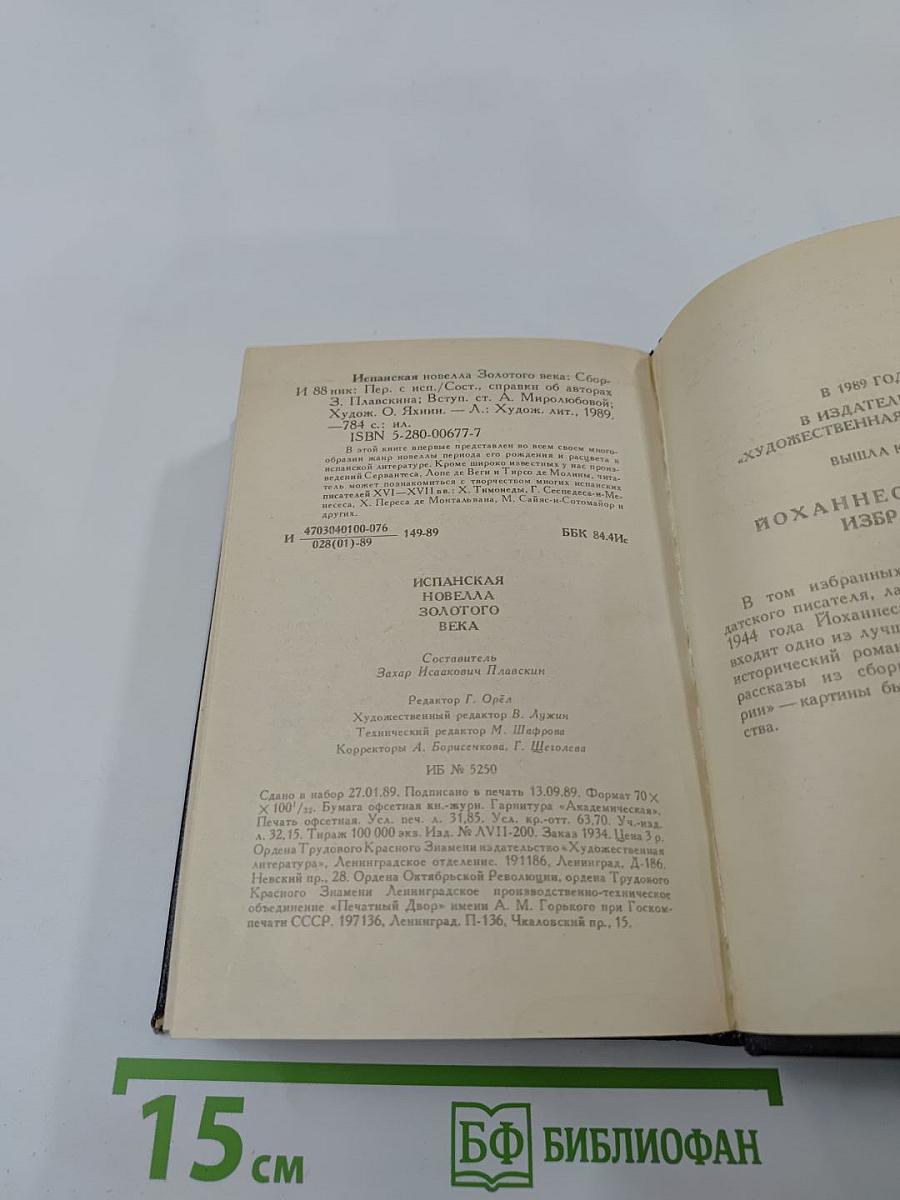 Испанская новелла Золотого века: Сбор-
И 88 ник: Пер. с исп./Сост., справки об авторах
З. Плавскина; Вступ. ст. А. Миролюбовой;
Худож. О. Яхнин. — Л.: Худож. лит., 1989.
—784 с.: ил.
ISBN 5-280-00677-7
В этой книге впервые представлен во всем своем много-
образии жанр новеллы периода его рождения и расцвета в
испанской литературе. Кроме широко известных у нас произ-
ведений Сервантеса, Лопе де Веги и Тирсо де Молины, чита-
тель может познакомиться с творчеством многих испанских
писателей XVI—XVII вв.: Х. Тимонеды, Г. Сеспедеса-и-Ме-
несеса, Х. Переса де Монтальвана, М. Сайяс-и-Сотомайор и
других.
И 4703040100-076 149-89 ББК 84.4Ис
028(01)-89
ИСПАНСКАЯ
НОВЕЛЛА
ЗОЛОТОГО
ВЕКА
Составитель
Захар Исаакович Плавскин
Редактор Г. Орёл
Художественный редактор В. Лужин
Технический редактор М. Шафрова
Корректоры А. Борисенкова, Г. Щеголева
ИБ № 5250
Сдано в набор 27.01.89. Подписано в печать 13.09.89. Формат 70×
×100¹/₃₂. Бумага офсетная кн.-журн. Гарнитура «Академическая».
Печать офсетная. Усл. печ. л. 31,85. Усл. кр.-отт. 63,70. Уч.-изд.
л. 32,15. Тираж 100 000 экз. Изд. № ЛVII-200. Заказ 1934. Цена 3 р.
Ордена Трудового Красного Знамени издательство «Художественная
литература», Ленинградское отделение. 191186, Ленинград, Д-186,
Невский пр., 28. Ордена Октябрьской Революции, ордена Трудового
Красного Знамени Ленинградское производственно-техническое
объединение «Печатный Двор» имени А. М. Горького при Госком-
печати СССР. 197136, Ленинград, П-136, Чкаловский пр., 15.
В 1989 ГОД
В ИЗДАТЕЛ
«ХУДОЖЕСТВЕННАЯ
ВЫШЛА К
ЙОХАННЕС
ИЗБР
В том избранных
датского писателя, ла
1944 года Йоханнес
входит одно из лучш
исторический роман
рассказы из сбор
рии» — картины бы
ства.
15 см
БФ БИБЛИОФАН